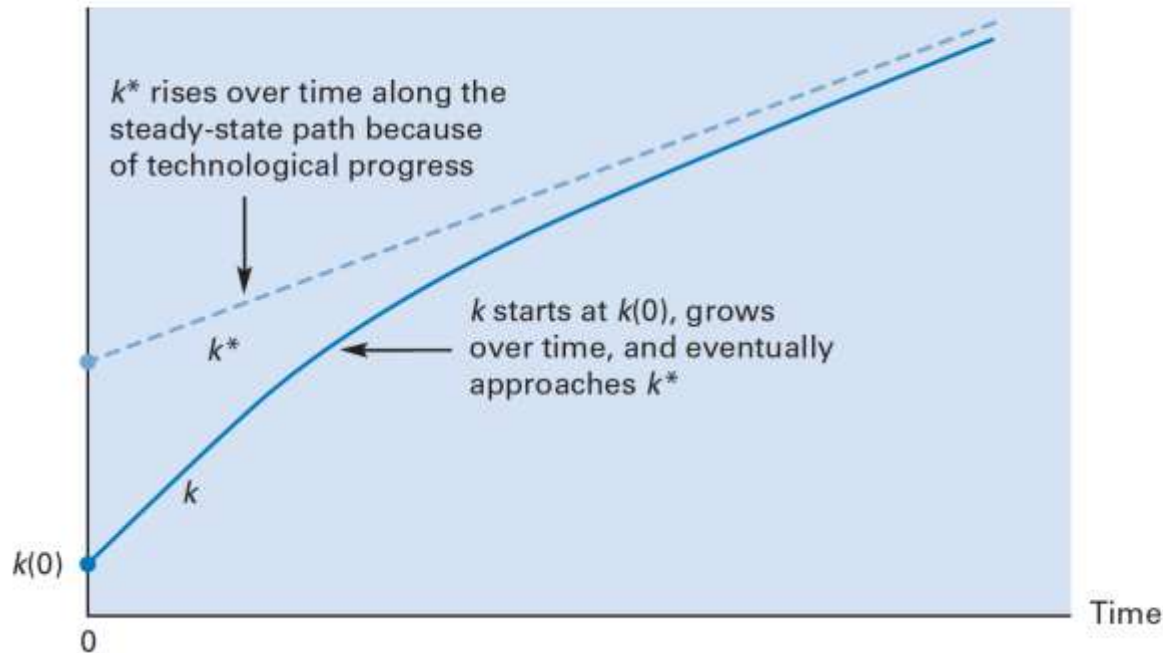 k* rises over time along the
steady-state path because
of technological progress
k*
k starts at k(0), grows
over time, and eventually
approaches k*
k
k(0)
0
Time